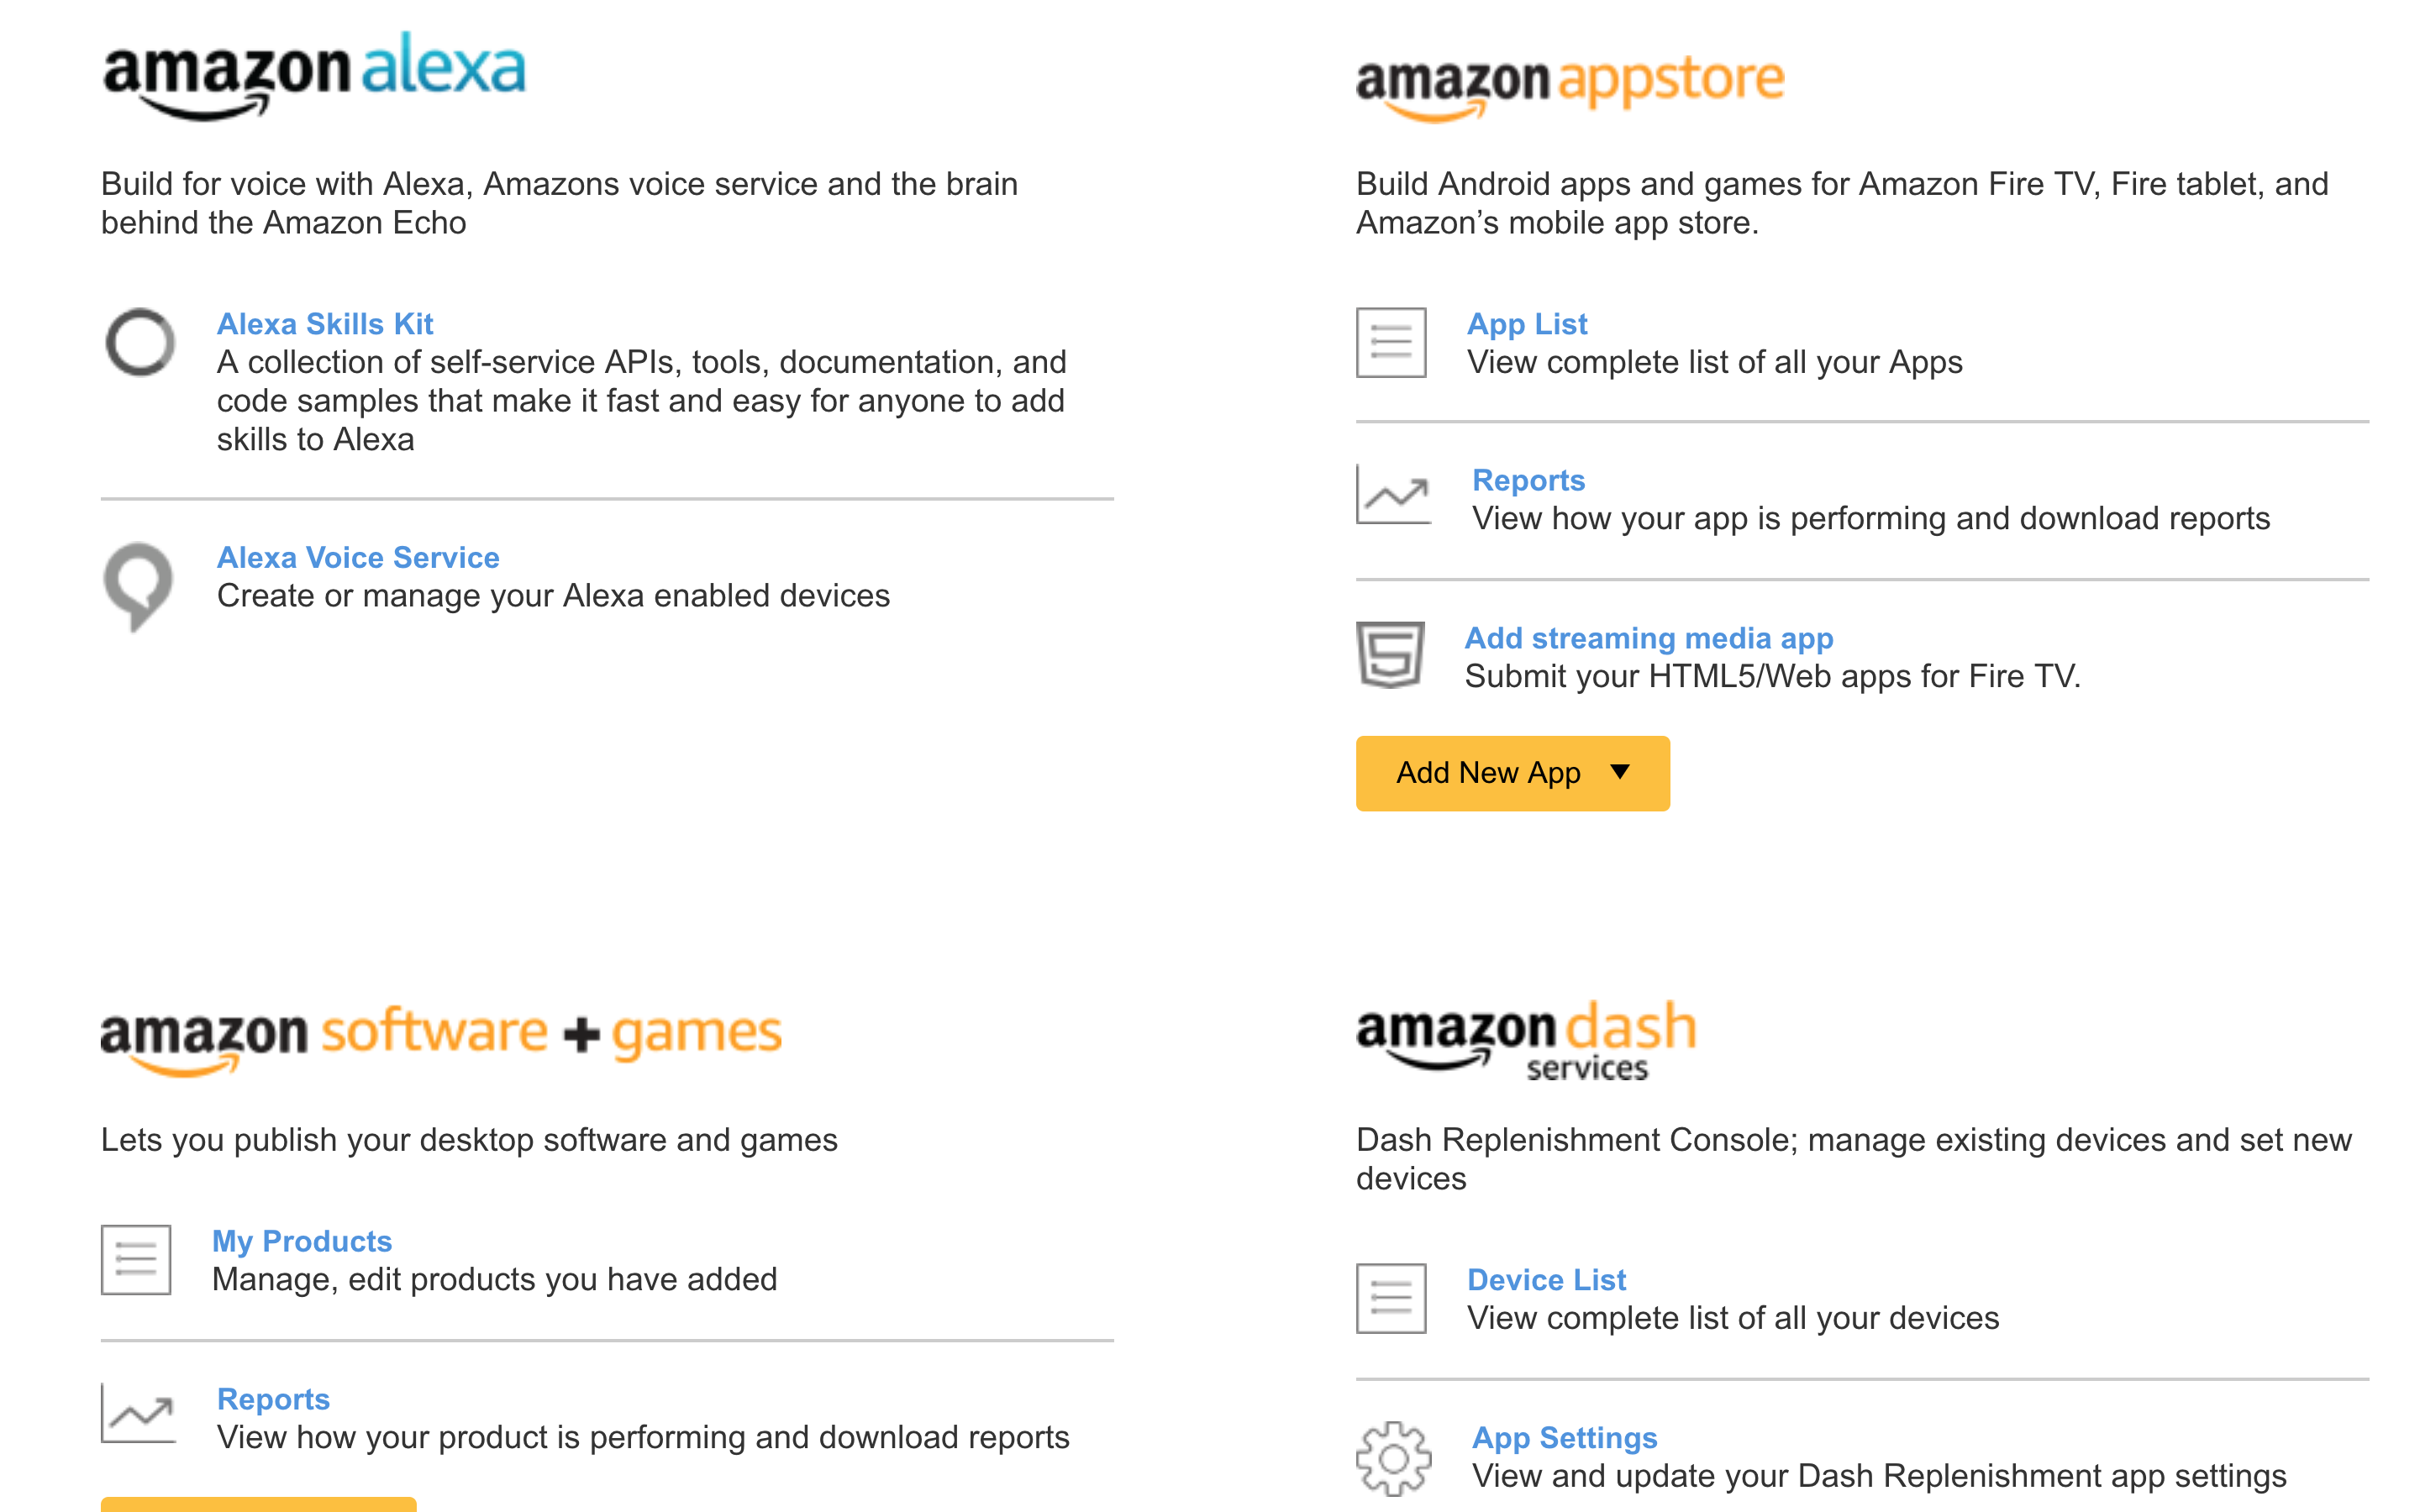 amazon alexa
Build for voice with Alexa, Amazons voice service and the brain
behind the Amazon Echo
Alexa Skills Kit
A collection of self-service APIs, tools, documentation, and
code samples that make it fast and easy for anyone to add
skills to Alexa
Alexa Voice Service
Create or manage your Alexa enabled devices
amazon appstore
Build Android apps and games for Amazon Fire TV, Fire tablet, and
Amazon’s mobile app store.
App List
View complete list of all your Apps
Reports
View how your app is performing and download reports
Add streaming media app
Submit your HTML5/Web apps for Fire TV.
Add New App
amazon software + games
Lets you publish your desktop software and games
My Products
Manage, edit products you have added
Reports
View how your product is performing and download reports
amazon dash
services
Dash Replenishment Console; manage existing devices and set new
devices
Device List
View complete list of all your devices
App Settings
View and update your Dash Replenishment app settings